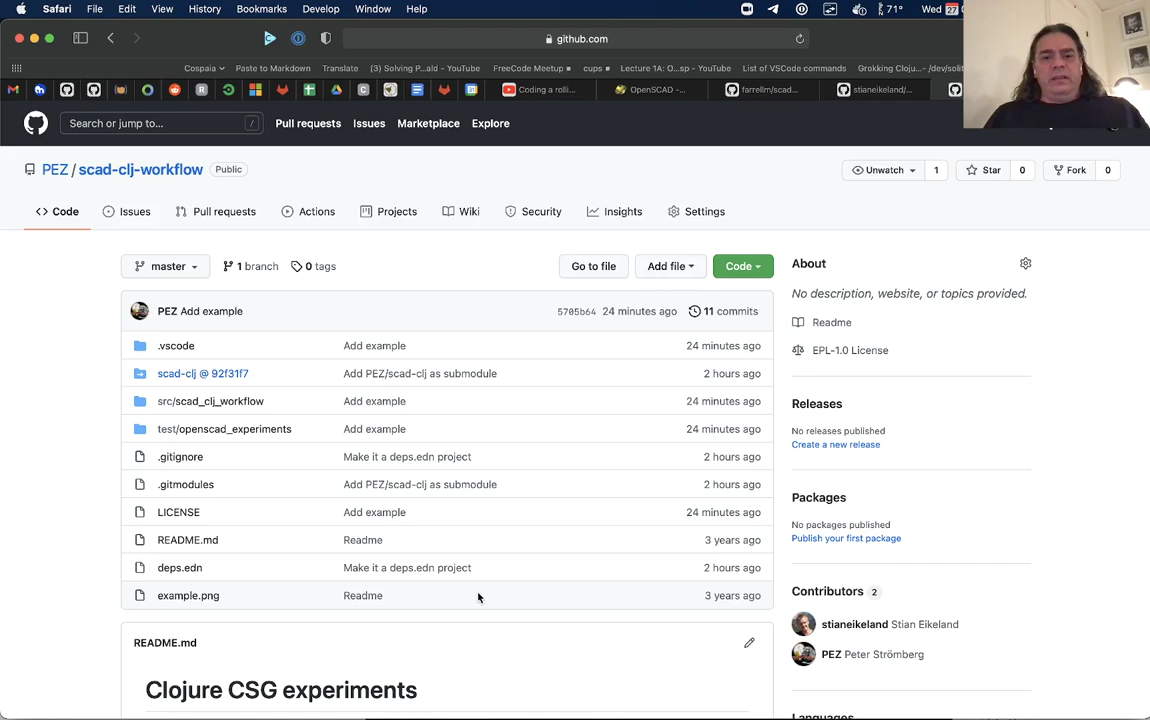 Safari File Edit View History Bookmarks Develop Window Help 71° Wed 27
github.com
Cospaia Paste to Markdown Translate (3) Solving P...ald - YouTube FreeCode Meetup cups Lecture 1A: O...sp - YouTube List of VSCode commands Grokking Cloju... - /dev/solit
Coding a rolli... OpenSCAD -... farrellm/scad... stianeikeland/...
Search or jump to... / Pull requests Issues Marketplace Explore
PEZ / scad-clj-workflow Public Unwatch 1 Star 0 Fork 0
<> Code Issues Pull requests Actions Projects Wiki Security Insights Settings
master 1 branch 0 tags Go to file Add file Code
About
No description, website, or topics provided.
PEZ Add example 5705b64 24 minutes ago 11 commits
Readme
.vscode Add example 24 minutes ago
EPL-1.0 License
scad-clj @ 92f31f7 Add PEZ/scad-clj as submodule 2 hours ago
src/scad_clj_workflow Add example 24 minutes ago
Releases
test/openscad_experiments Add example 24 minutes ago
No releases published
Create a new release
.gitignore Make it a deps.edn project 2 hours ago
.gitmodules Add PEZ/scad-clj as submodule 2 hours ago
Packages
LICENSE Add example 24 minutes ago
No packages published
Publish your first package
README.md Readme 3 years ago
deps.edn Make it a deps.edn project 2 hours ago
Contributors 2
example.png Readme 3 years ago
stianeikeland Stian Eikeland
README.md
PEZ Peter Strömberg
Clojure CSG experiments
Languages